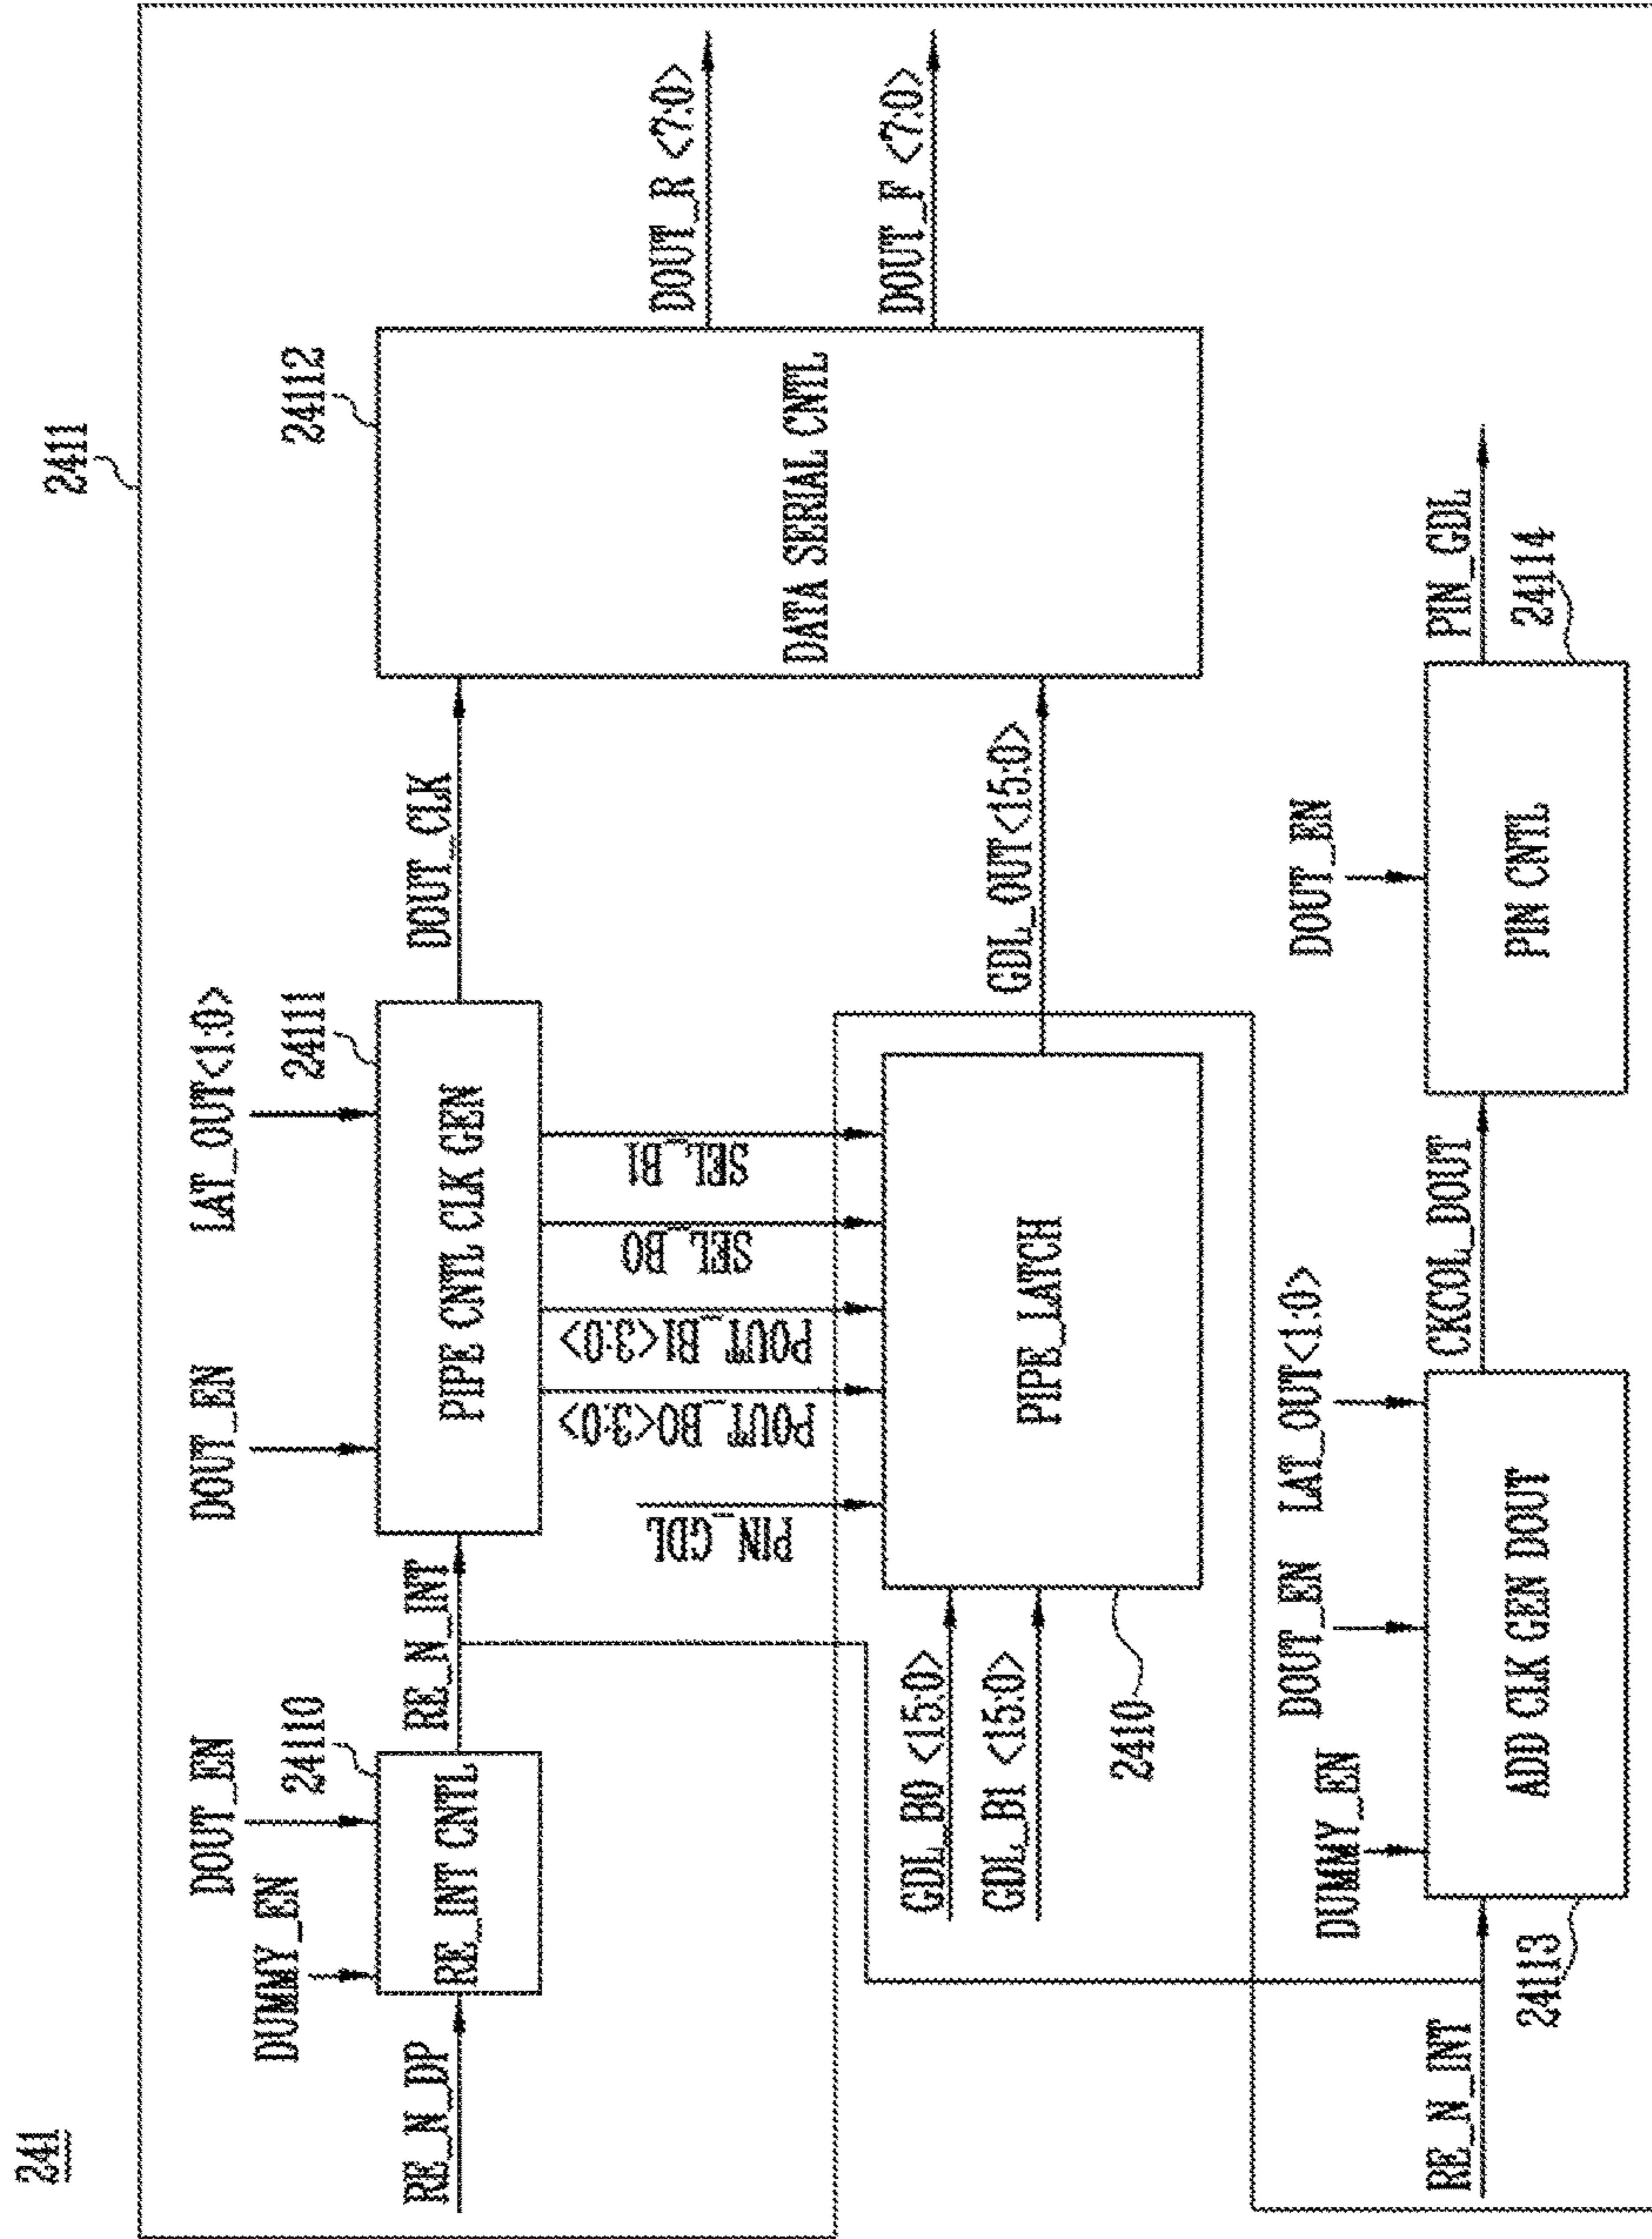 241
2411
DUMMY_EN
DOUT_EN
24110
RE_N_DP
RE_INT CNTL
RE_N_INT
DOUT_EN
LAT_OUT<1:0>
24111
PIPE CNTL CLK GEN
DOUT_CLK
24112
DATA SERIAL CNTL
DOUT_R <7:0>
DOUT_F <7:0>
PIN_GDL
POUT_B0<3:0>
POUT_B1<3:0>
SEL_B0
SEL_B1
GDL_B0 <15:0>
GDL_B1 <15:0>
2410
PIPE_LATCH
GDL_OUT<15:0>
DUMMY_EN
DOUT_EN
LAT_OUT<1:0>
RE_N_INT
24113
ADD CLK GEN DOUT
CKCOL_DOUT
DOUT_EN
PIN CNTL
24114
PIN_GDL